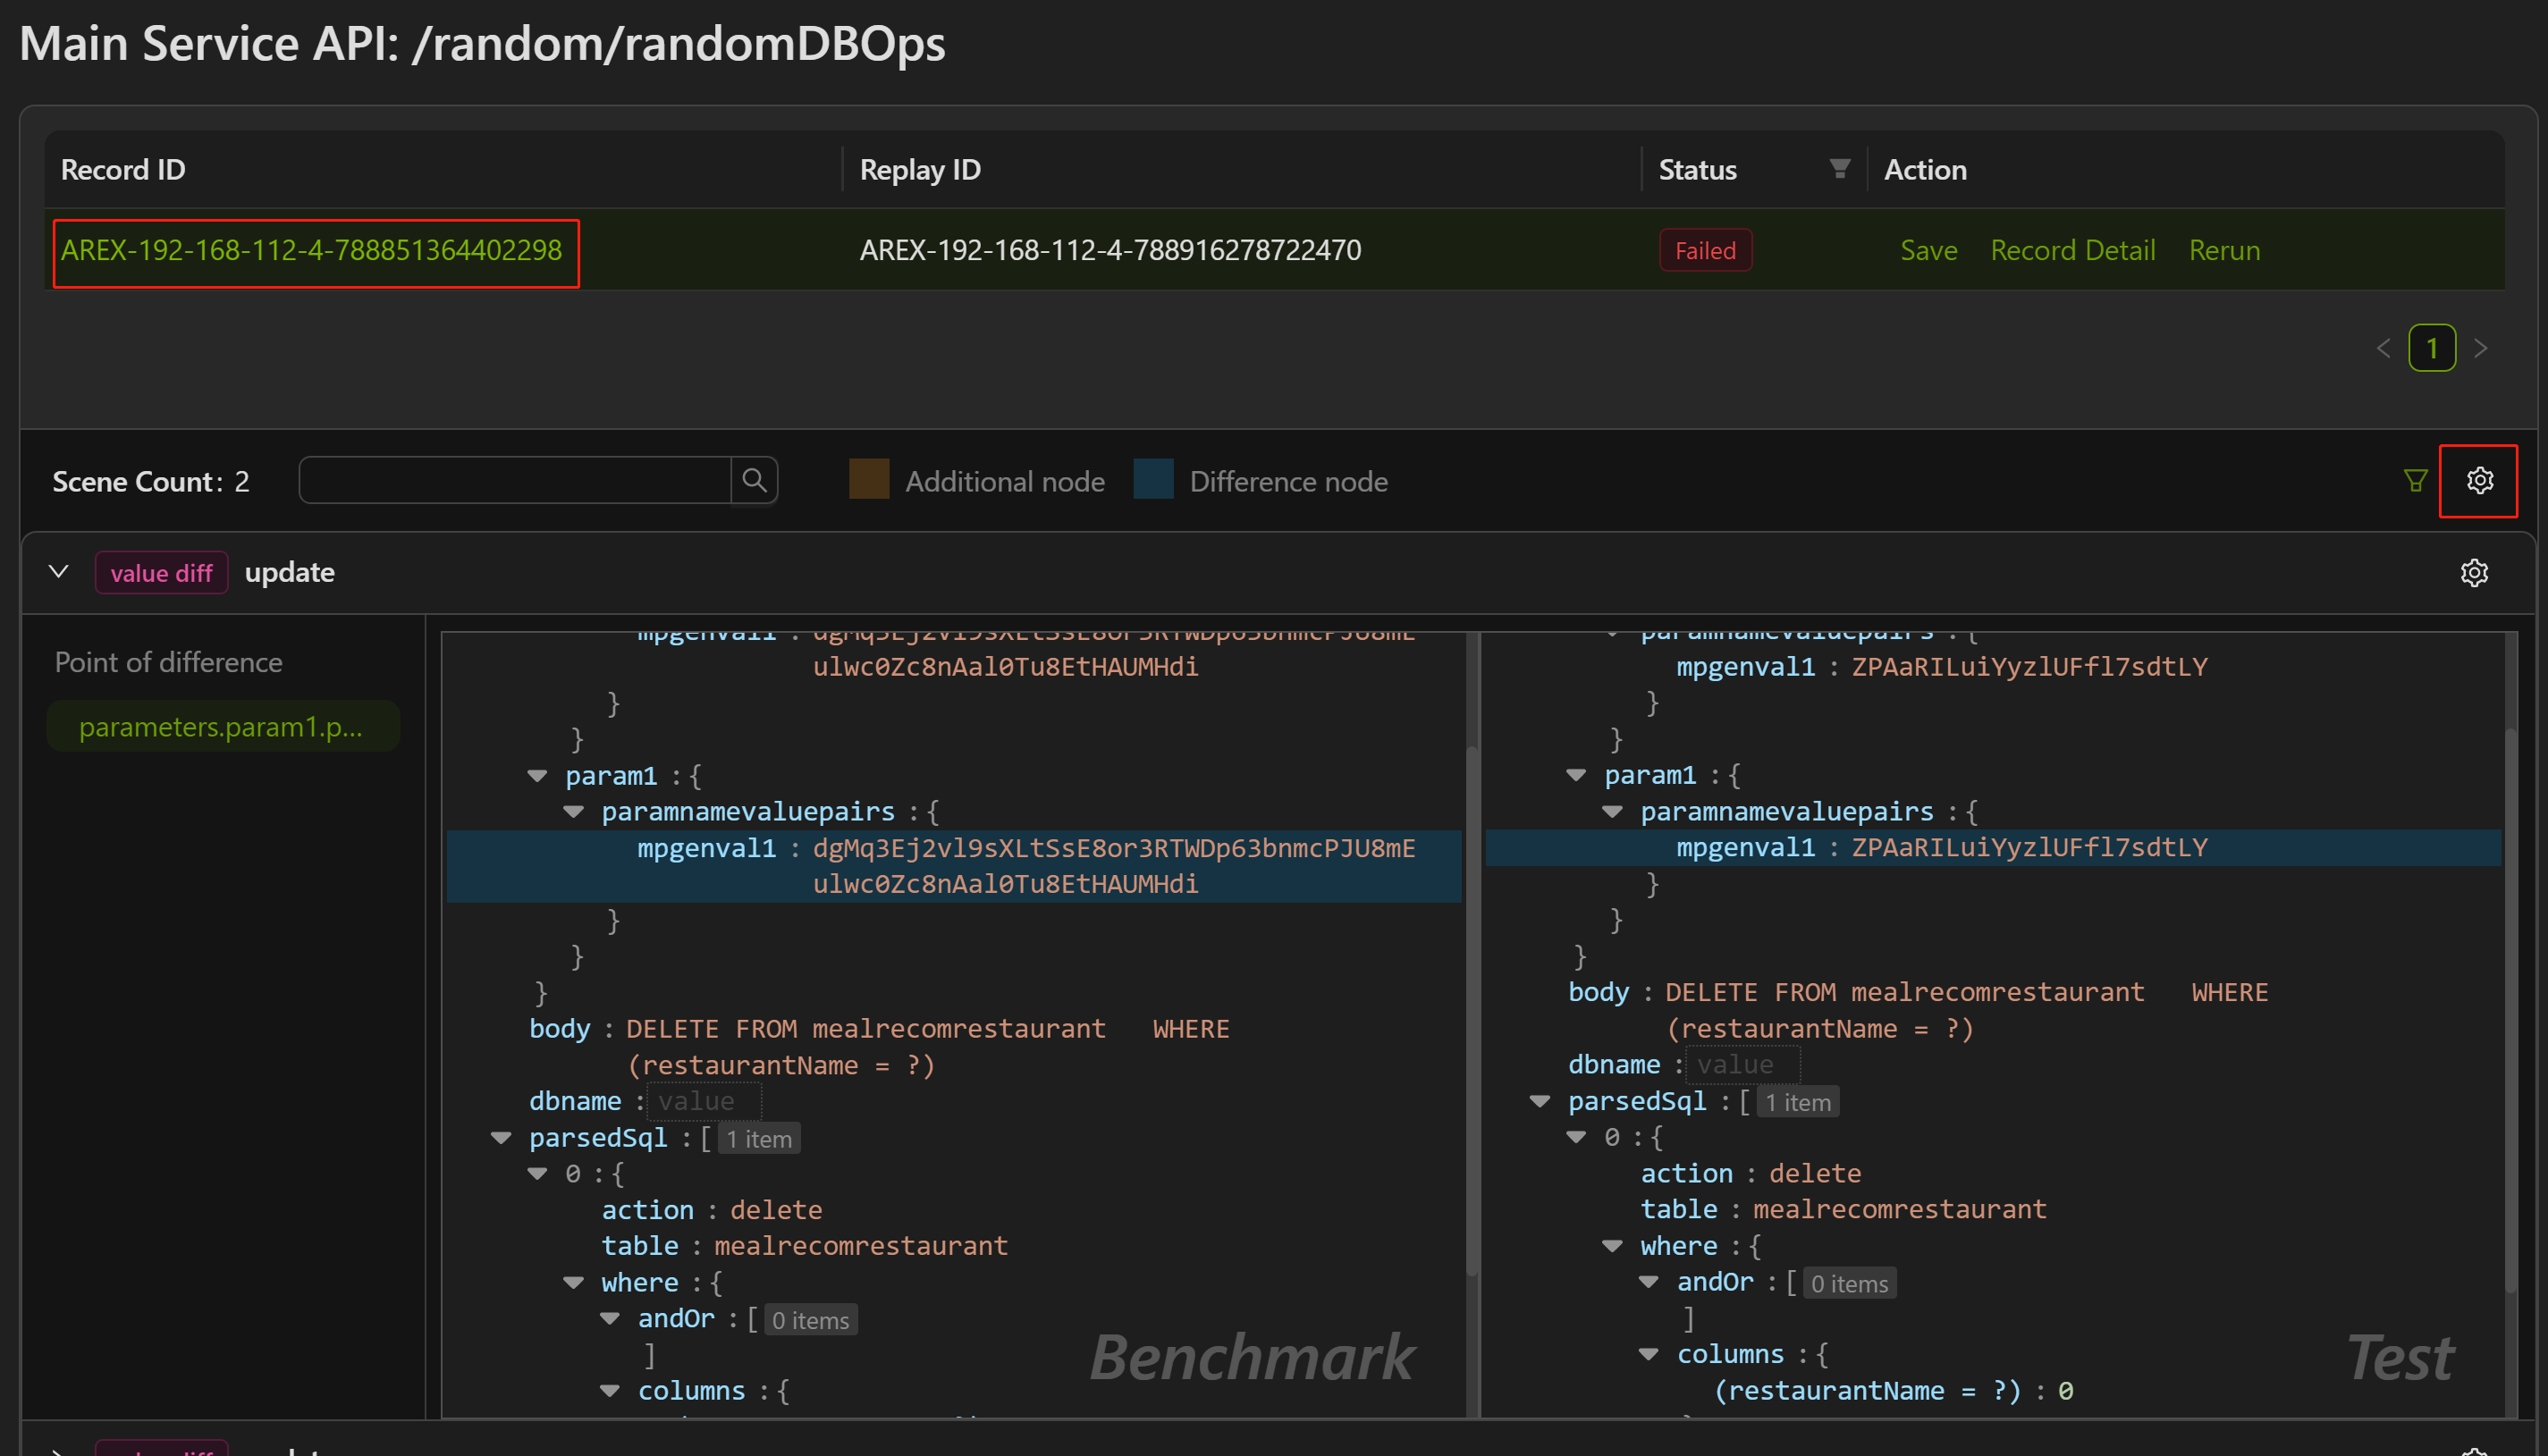 Main Service API: /random/randomDBOps
Record ID Replay ID Status Action
AREX-192-168-112-4-788851364402298 AREX-192-168-112-4-788916278722470 Failed Save Record Detail Rerun
1
Scene Count: 2 Additional node Difference node
value diff update
Point of difference
parameters.param1.p...
mpgenval1 : dgMq3Ej2vl9sXLtSsE8or3RTWDp63bnmcPJU8mE
ulwc0Zc8nAal0Tu8EtHAUMHdi
}
}
param1 :{
paramnamevaluepairs :{
mpgenval1 : dgMq3Ej2vl9sXLtSsE8or3RTWDp63bnmcPJU8mE
ulwc0Zc8nAal0Tu8EtHAUMHdi
}
}
}
body : DELETE FROM mealrecomrestaurant   WHERE
(restaurantName = ?)
dbname : value
parsedSql :[ 1 item
0 :{
action : delete
table : mealrecomrestaurant
where :{
andOr :[ 0 items
]
columns :{
Benchmark
paramnamevaluepairs :{
mpgenval1 : ZPAaRILuiYyzlUFfl7sdtLY
}
}
param1 :{
paramnamevaluepairs :{
mpgenval1 : ZPAaRILuiYyzlUFfl7sdtLY
}
}
}
body : DELETE FROM mealrecomrestaurant   WHERE
(restaurantName = ?)
dbname : value
parsedSql :[ 1 item
0 :{
action : delete
table : mealrecomrestaurant
where :{
andOr :[ 0 items
]
columns :{
(restaurantName = ?) : 0
Test